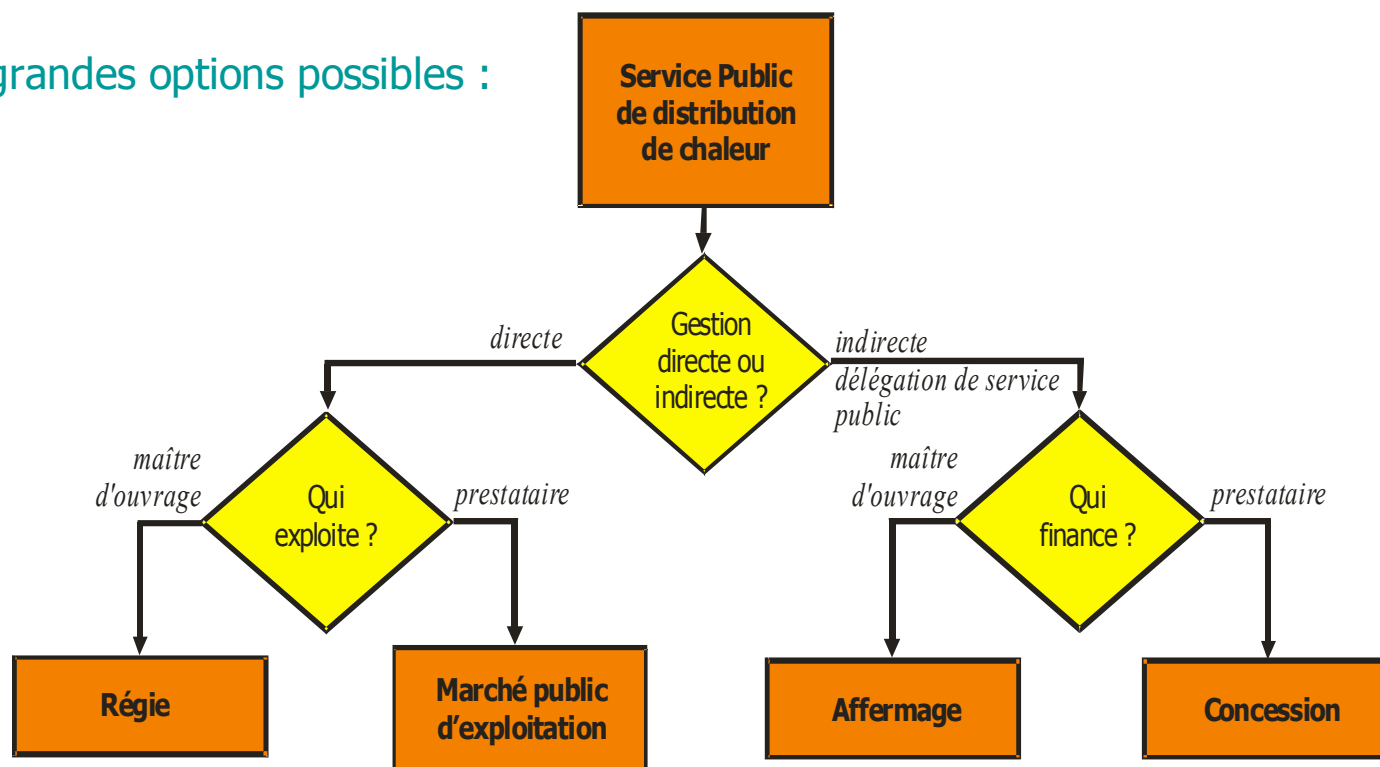 grandes options possibles :
Service Public
de distribution
de chaleur
Gestion
directe ou
indirecte ?
directe
indirecte
délégation de service
public
maître
d'ouvrage
Qui
exploite ?
prestataire
maître
d'ouvrage
Qui
finance ?
prestataire
Régie
Marché public
d’exploitation
Affermage
Concession